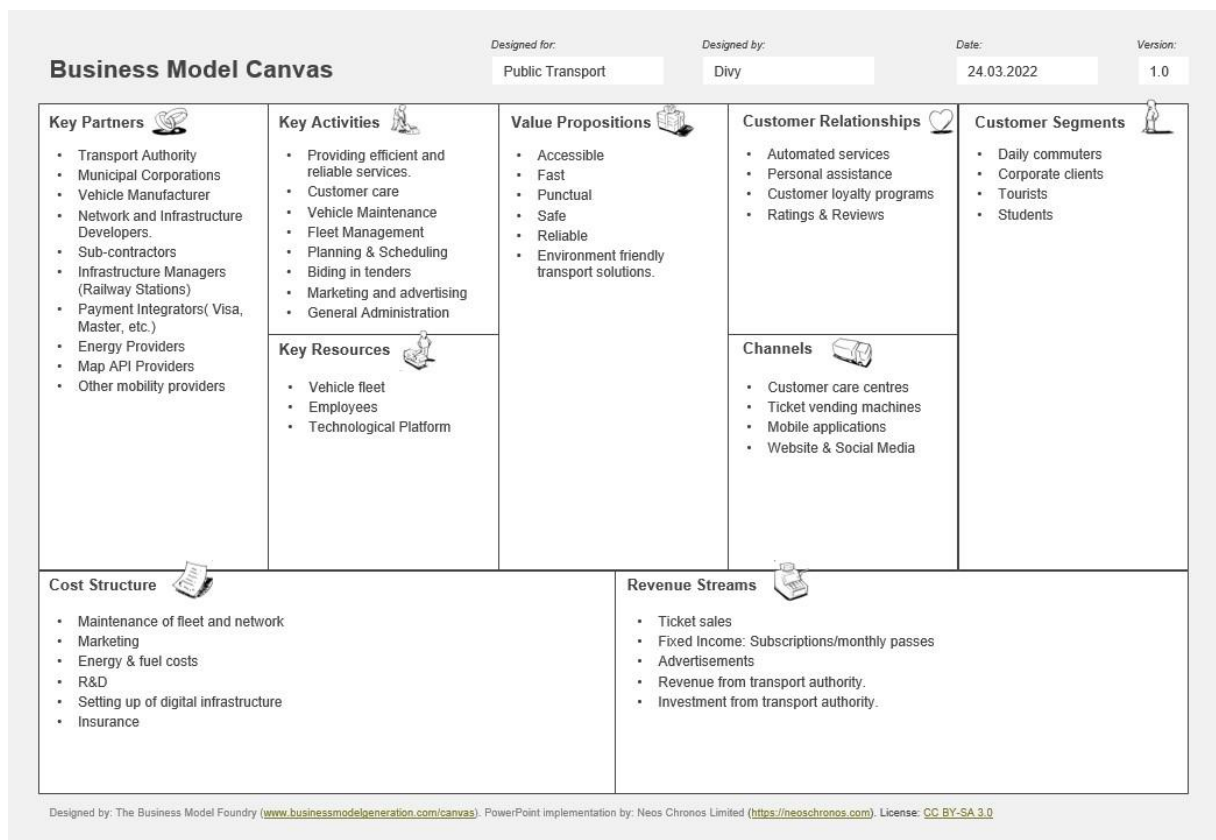 Designed for:
Designed by:
Date:
Version:
Business Model Canvas
Public Transport
Divy
24.03.2022
1.0
Key Partners
• Transport Authority
• Municipal Corporations
• Vehicle Manufacturer
• Network and Infrastructure
Developers.
• Sub-contractors
• Infrastructure Managers
(Railway Stations)
• Payment Integrators( Visa,
Master, etc.)
• Energy Providers
• Map API Providers
• Other mobility providers
Key Activities
• Providing efficient and
reliable services.
• Customer care
• Vehicle Maintenance
• Fleet Management
• Planning & Scheduling
• Biding in tenders
• Marketing and advertising
• General Administration
Key Resources
• Vehicle fleet
• Employees
• Technological Platform
Value Propositions
• Accessible
• Fast
• Punctual
• Safe
• Reliable
• Environment friendly
transport solutions.
Customer Relationships
• Automated services
• Personal assistance
• Customer loyalty programs
• Ratings & Reviews
Channels
• Customer care centres
• Ticket vending machines
• Mobile applications
• Website & Social Media
Customer Segments
• Daily commuters
• Corporate clients
• Tourists
• Students
Cost Structure
• Maintenance of fleet and network
• Marketing
• Energy & fuel costs
• R&D
• Setting up of digital infrastructure
• Insurance
Revenue Streams
• Ticket sales
• Fixed Income: Subscriptions/monthly passes
• Advertisements
• Revenue from transport authority.
• Investment from transport authority.
Designed by: The Business Model Foundry (www.businessmodelgeneration.com/canvas). PowerPoint implementation by: Neos Chronos Limited (https://neoschronos.com). License: CC BY-SA 3.0